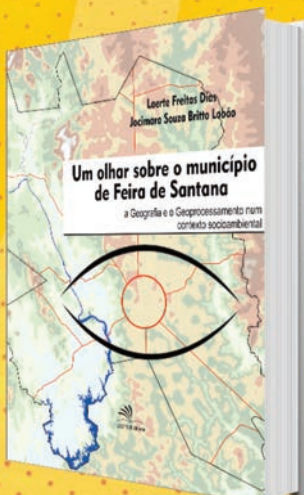 Laerte Freitas Dias
Jocimara Souza Britto Lobão
Um olhar sobre o município
de Feira de Santana
a Geografia e o Geoprocessamento num
contexto socioambiental